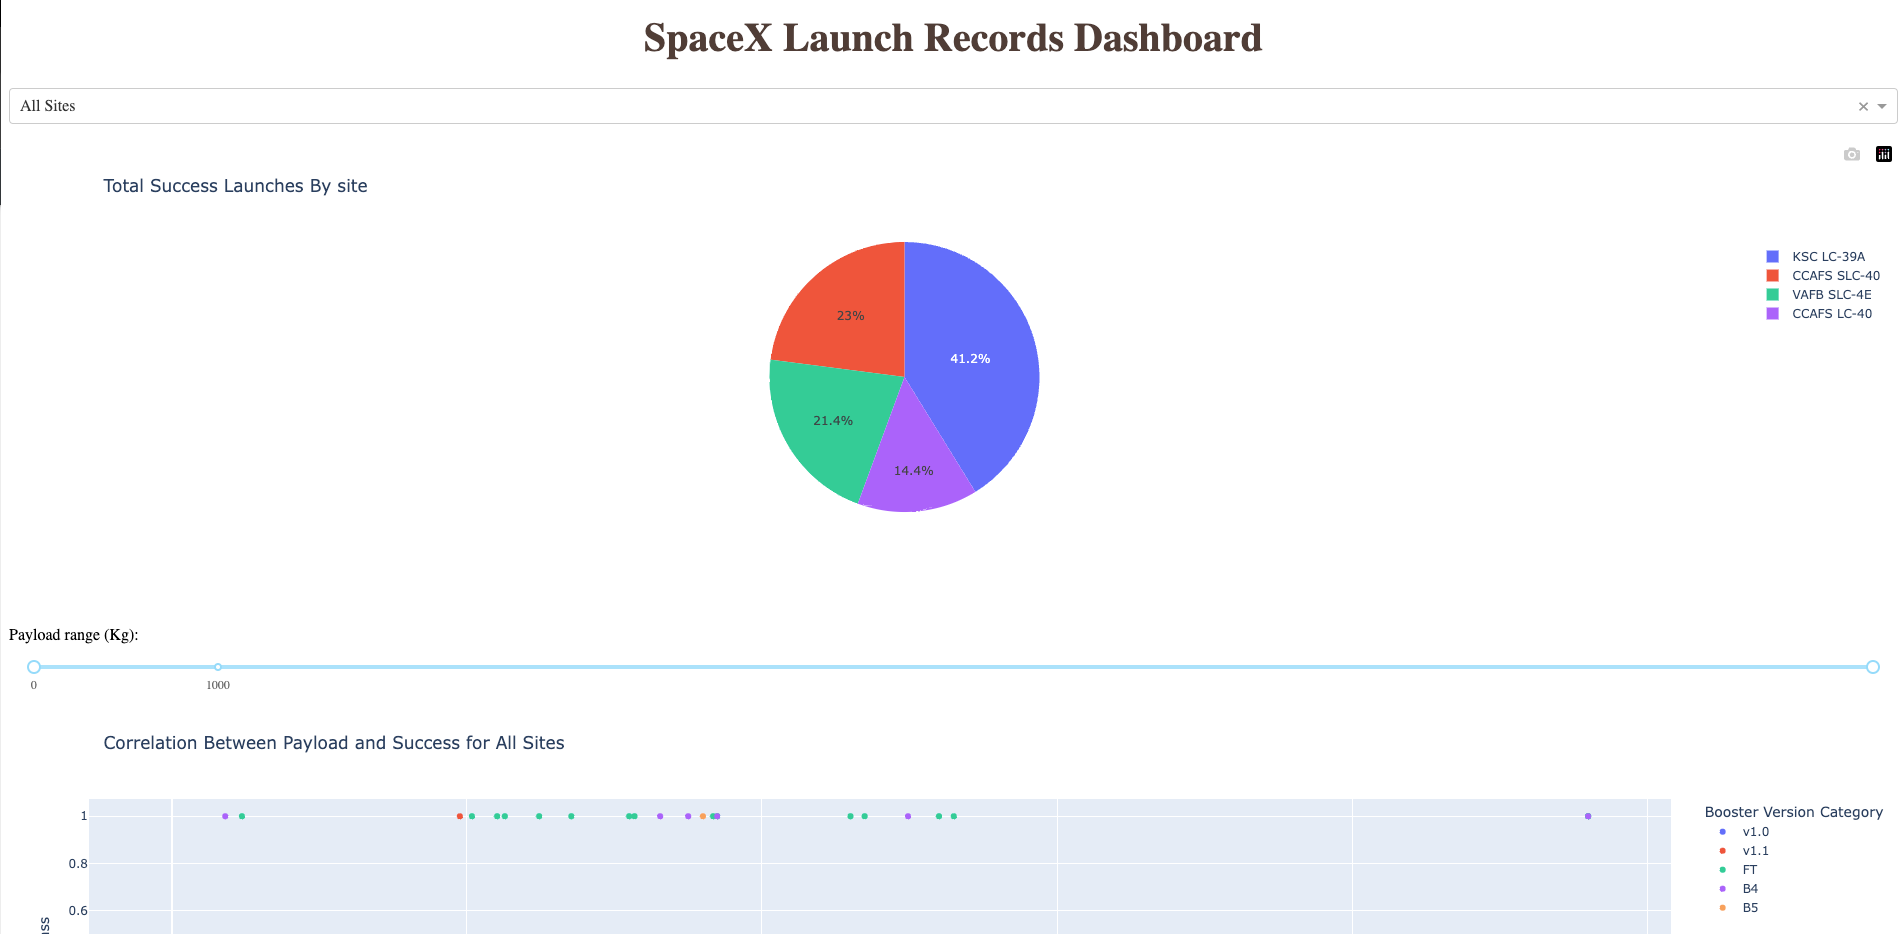 SpaceX Launch Records Dashboard
All Sites
Total Success Launches By site
KSC LC-39A
CCAFS SLC-40
VAFB SLC-4E
CCAFS LC-40
23%
41.2%
21.4%
14.4%
Payload range (Kg):
0
1000
Correlation Between Payload and Success for All Sites
1
0.8
0.6
Booster Version Category
v1.0
v1.1
FT
B4
B5